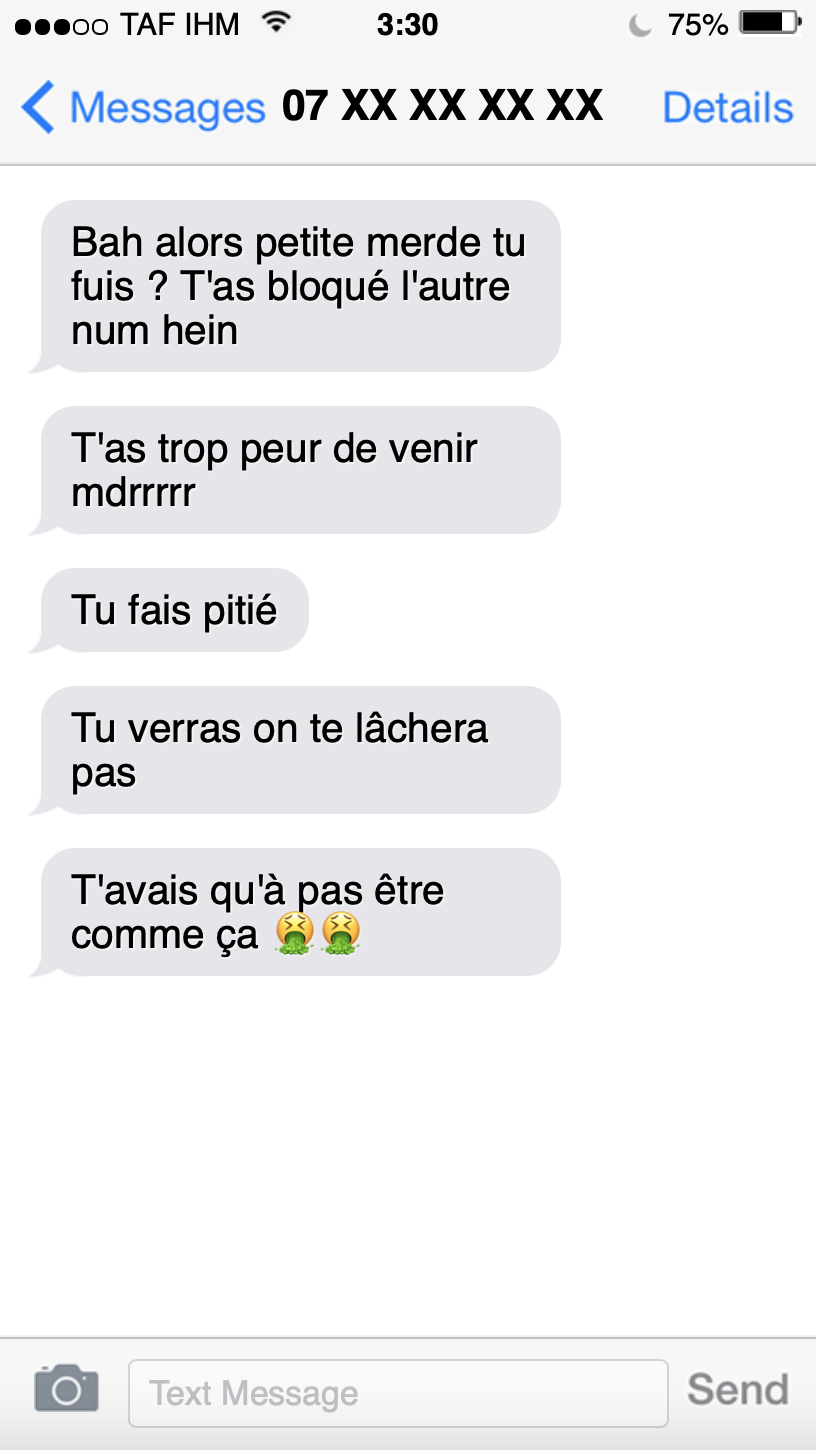 TAF IHM 3:30 75%
Messages 07 XX XX XX XX Details
Bah alors petite merde tu
fuis ? T'as bloqué l'autre
num hein
T'as trop peur de venir
mdrrrrr
Tu fais pitié
Tu verras on te lâchera
pas
T'avais qu'à pas être
comme ça 🤮🤮
Text Message Send